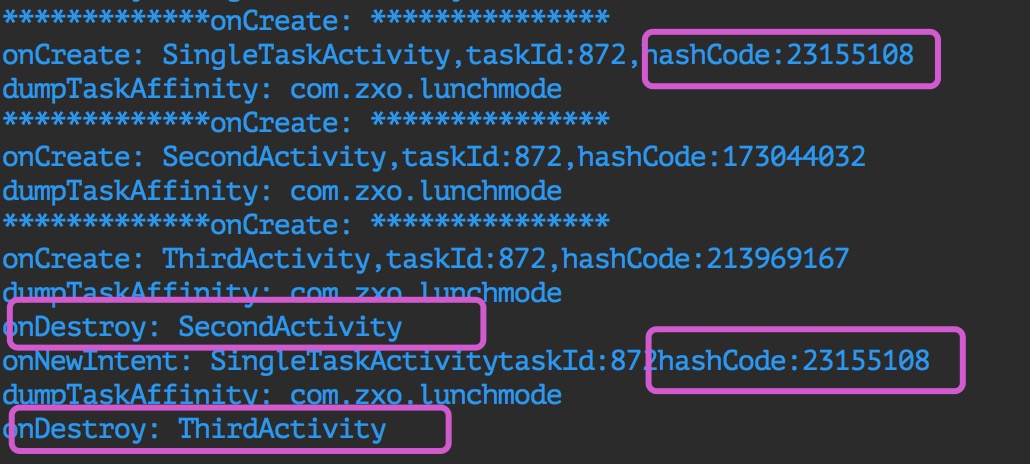 *************onCreate: ***************
onCreate: SingleTaskActivity,taskId:872,hashCode:23155108
dumpTaskAffinity: com.zxo.lunchmode
*************onCreate: ***************
onCreate: SecondActivity,taskId:872,hashCode:173044032
dumpTaskAffinity: com.zxo.lunchmode
*************onCreate: ***************
onCreate: ThirdActivity,taskId:872,hashCode:213969167
dumpTaskAffinity: com.zxo.lunchmode
onDestroy: SecondActivity
onNewIntent: SingleTaskActivitytaskId:872hashCode:23155108
dumpTaskAffinity: com.zxo.lunchmode
onDestroy: ThirdActivity